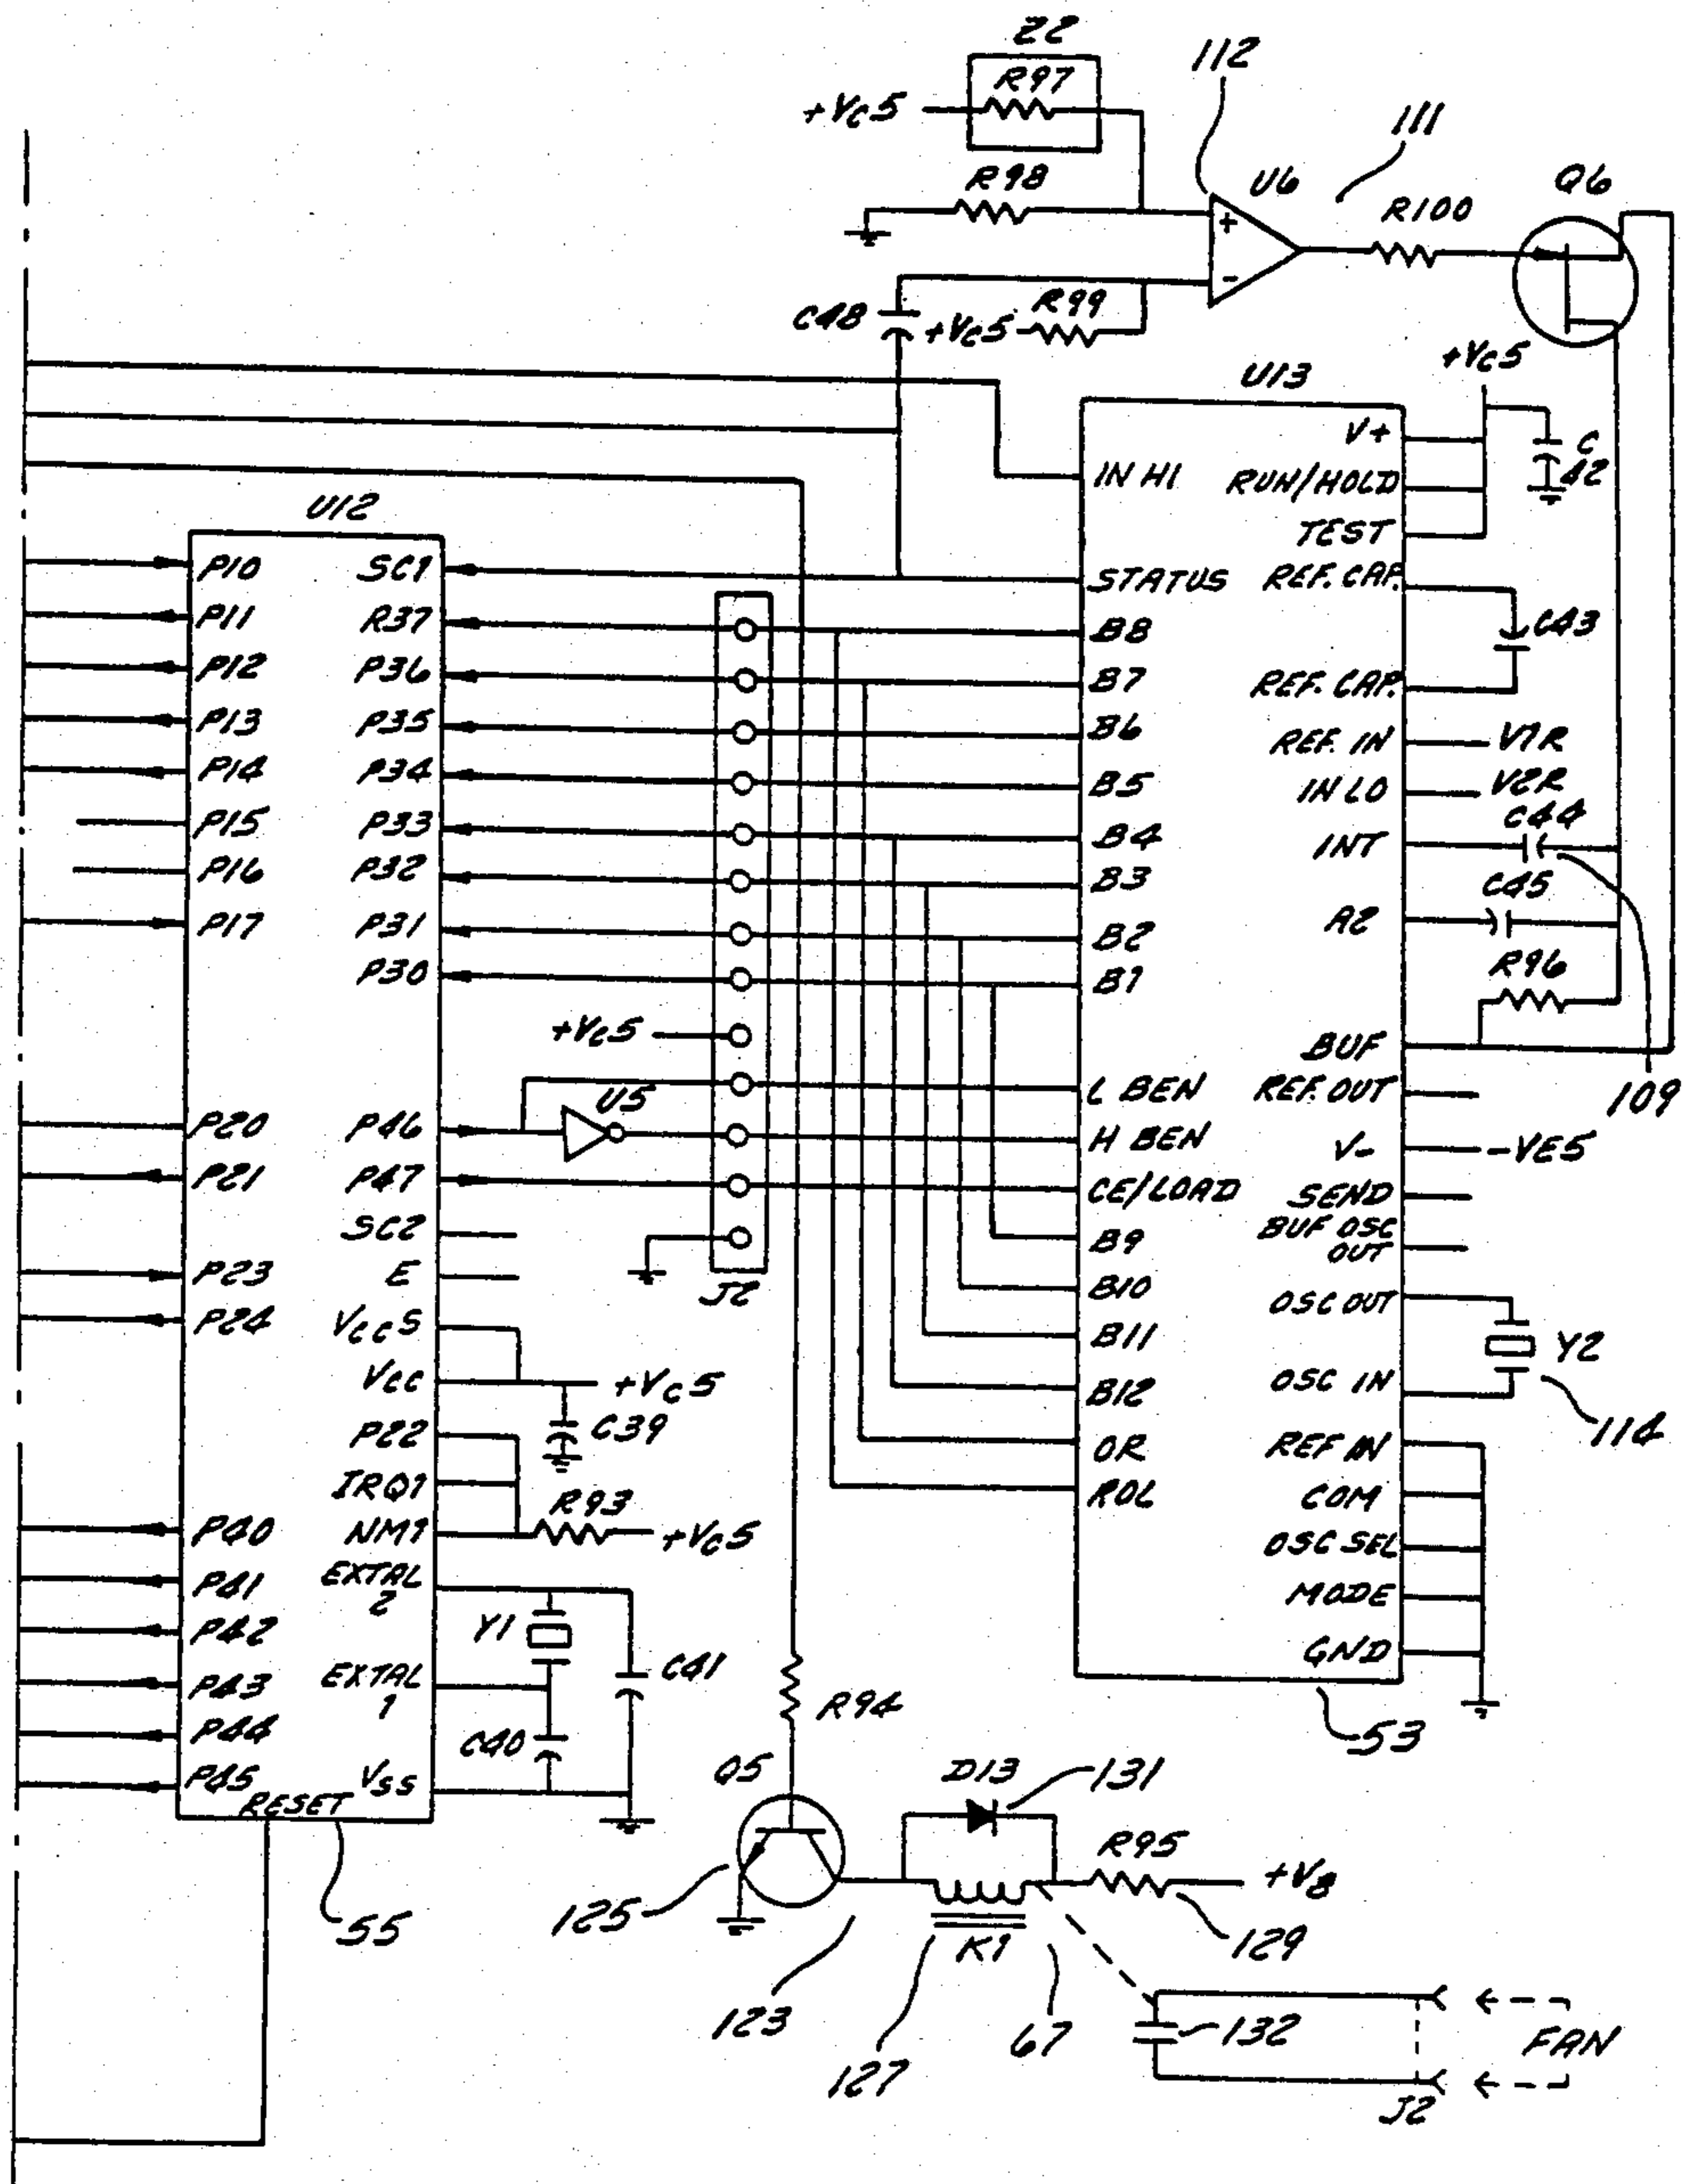 22
R97
+Vc5
R98
112
U6
111
R100
Q6
+
-
C48
+Vc5
R99
+Vc5
C
42
U13
V+
IN HI
RUN/HOLD
TEST
STATUS
REF. CAP.
B8
C43
B7
REF. CAP.
B6
REF. IN
V1R
B5
IN LO
V2R
C44
B4
INT
B3
C45
B2
AZ
B1
R96
BUF
L BEN
REF. OUT
109
H BEN
V-
-VE5
CE/LOAD
SEND
B9
BUF OSC
OUT
B10
OSC OUT
B11
Y2
B12
OSC IN
114
OR
REF IN
ROL
COM
OSC SEL
MODE
GND
53
U12
P10
SC1
P11
R37
P12
P36
P13
P35
P14
P34
P15
P33
P16
P32
P17
P31
P30
+Vc5
U5
P20
P46
P21
P47
SC2
P23
E
J2
P24
VccS
Vcc
+Vc5
C39
P22
IRQ1
R93
P40
NM1
+Vc5
P41
EXTAL
2
P42
Y1
P43
EXTAL
1
C41
P44
C40
P45
Vss
RESET
55
R94
Q5
D13
131
R95
+VB
125
K1
129
123
127
67
132
FAN
J2